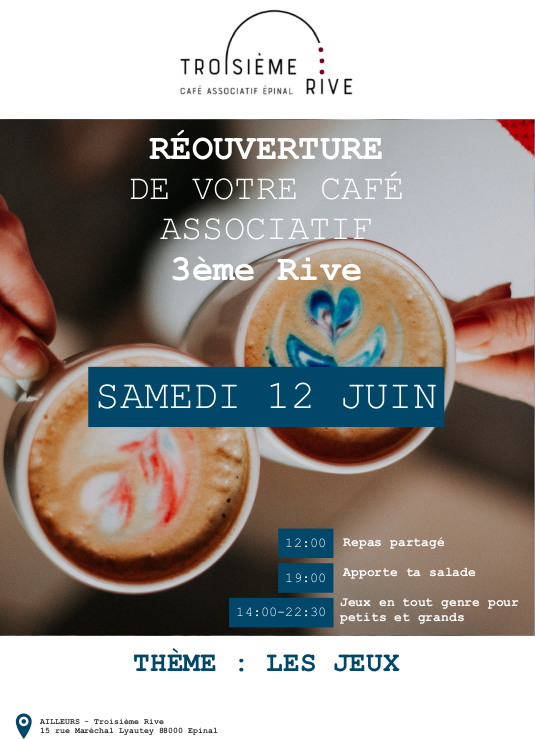 TROISIÈME
CAFÉ ASSOCIATIF ÉPINAL RIVE
RÉOUVERTURE
DE VOTRE CAFÉ
ASSOCIATIF
3ème Rive
SAMEDI 12 JUIN
12:00 Repas partagé
19:00 Apporte ta salade
14:00-22:30 Jeux en tout genre pour
petits et grands
THÈME : LES JEUX
AILLEURS - Troisième Rive
15 rue Maréchal Lyautey 88000 Epinal